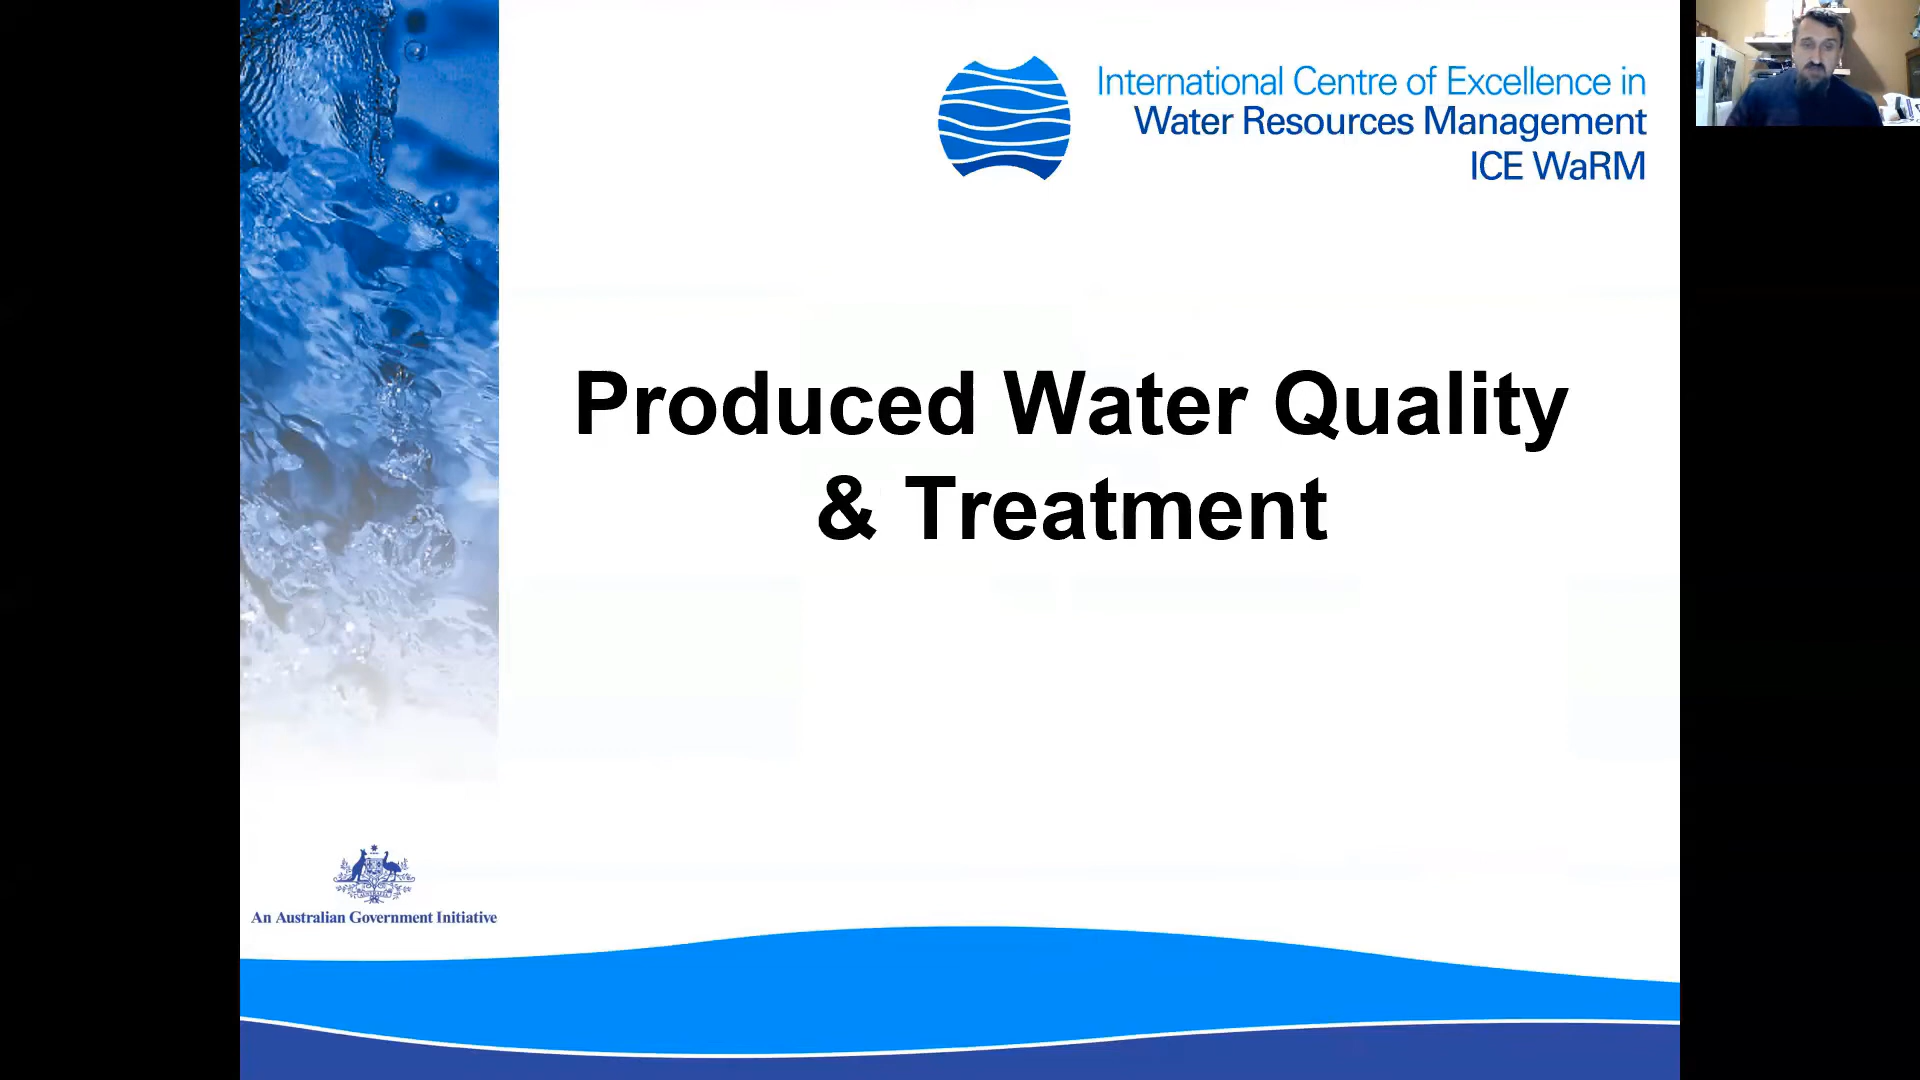 International Centre of Excellence in
Water Resources Management
ICE WaRM
Produced Water Quality
& Treatment
An Australian Government Initiative